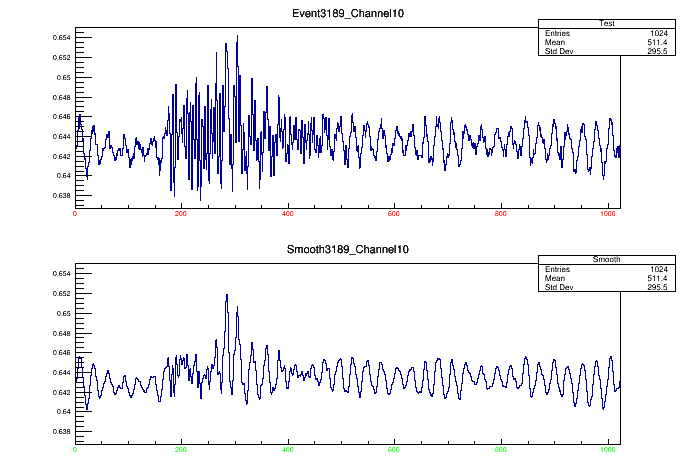 Event3189_Channel10
Test
Entries 1024
Mean 511.4
Std Dev 295.5
0.654
0.652
0.65
0.648
0.646
0.644
0.642
0.64
0.638
0 200 400 600 800 1000
Smooth3189_Channel10
Smooth
Entries 1024
Mean 511.4
Std Dev 295.5
0.654
0.652
0.65
0.648
0.646
0.644
0.642
0.64
0.638
0 200 400 600 800 1000